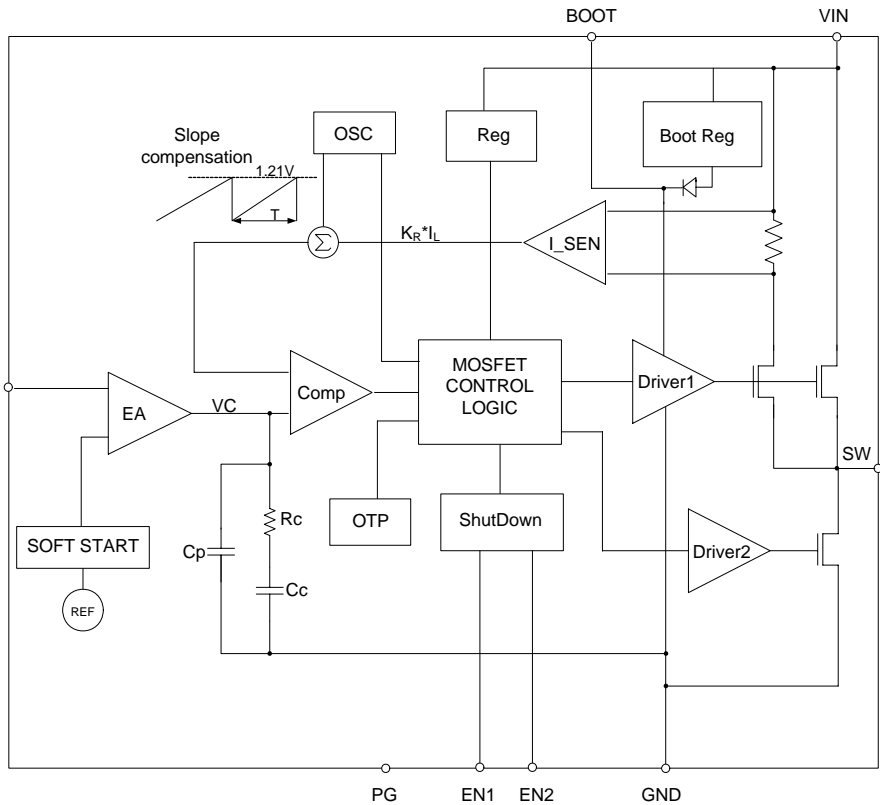 BOOT
VIN
OSC
Reg
Boot Reg
Slope
compensation
1.21V
T
Σ
K_R*I_L
I_SEN
MOSFET
CONTROL
LOGIC
Driver1
Comp
EA
VC
SW
SOFT START
REF
Rc
Cp
Cc
OTP
ShutDown
Driver2
PG
EN1
EN2
GND